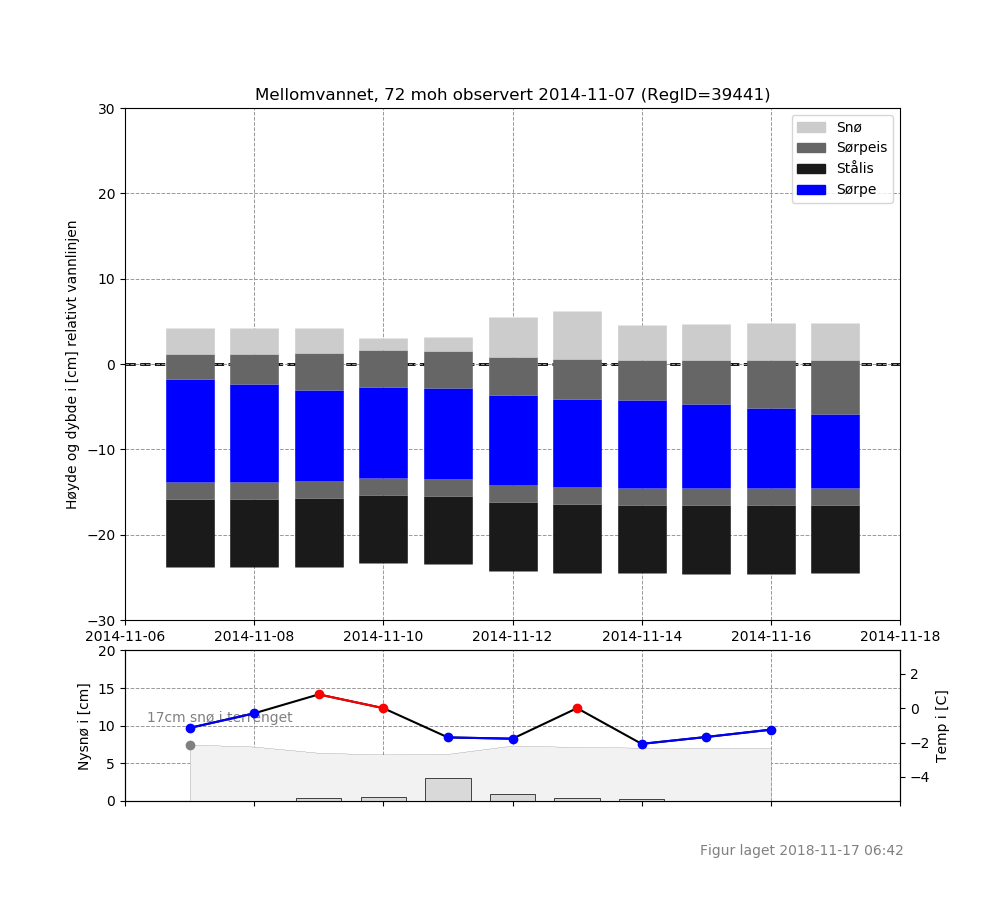 Mellomvannet, 72 moh observert 2014-11-07 (RegID=39441)
Høyde og dybde i [cm] relativt vannlinjen
30
20
10
0
−10
−20
−30
Snø
Sørpeis
Stålis
Sørpe
2014-11-06 2014-11-08 2014-11-10 2014-11-12 2014-11-14 2014-11-16 2014-11-18
Nysnø i [cm]
20
15
10
5
0
17cm snø i terrenget
2
0
−2
−4
Temp i [C]
Figur laget 2018-11-17 06:42